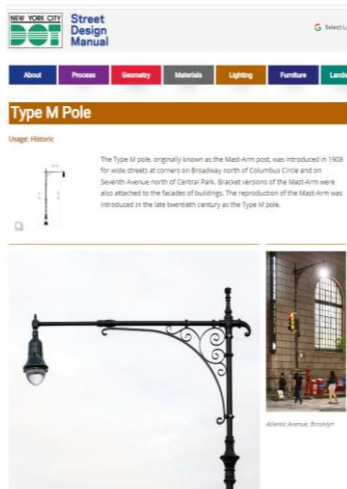 NEW YORK CITY
DOT
Street
Design
Manual
Select La
About Process Geometry Materials Lighting Furniture Lands
Type M Pole
Usage: Historic
The Type M pole, originally known as the Mast-Arm post, was introduced in 1908
for wide streets at corners on Broadway north of Columbus Circle and on
Seventh Avenue north of Central Park. Bracket versions of the Mast-Arm were
also attached to the facades of buildings. The reproduction of the Mast-Arm was
introduced in the late twentieth century as the Type M pole.
Atlantic Avenue, Brooklyn